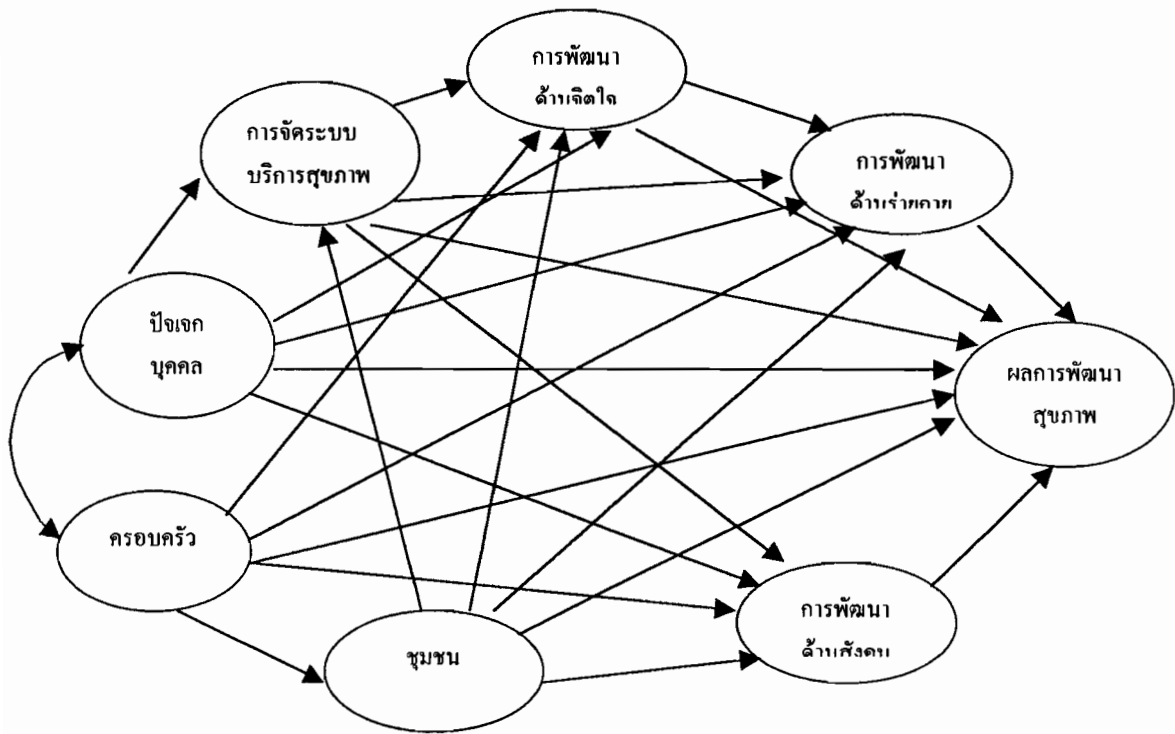 การพัฒนา
ด้านจิตใจ
การจัดระบบ
บริการสุขภาพ
การพัฒนา
ด้านร่างกาย
ปัจเจก
บุคคล
ผลการพัฒนา
สุขภาพ
ครอบครัว
การพัฒนา
ด้านสังคม
ชุมชน